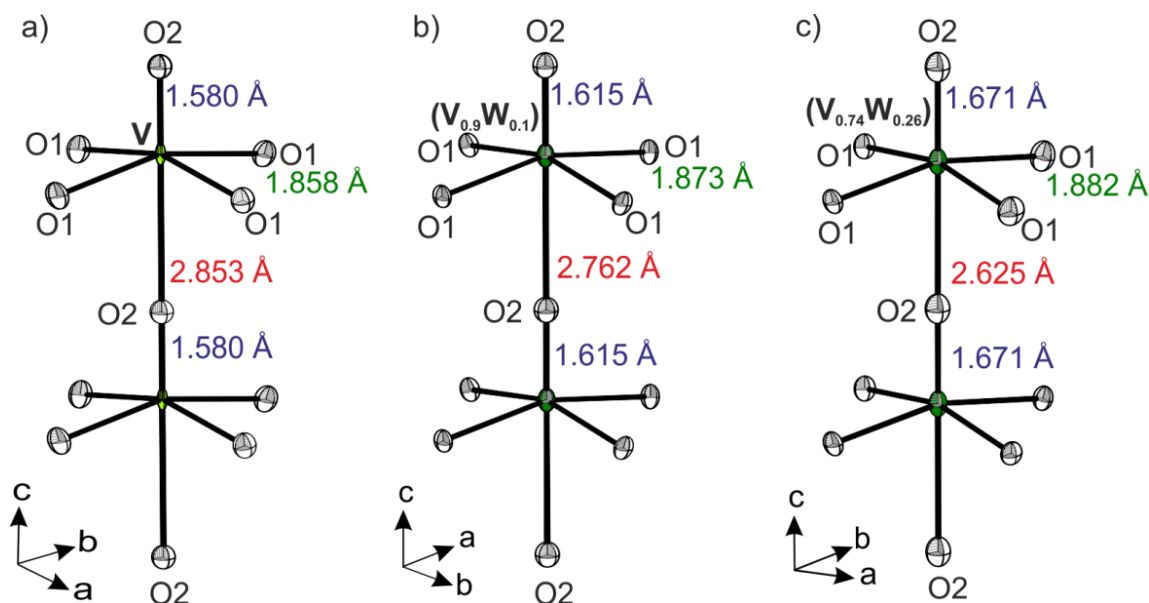 a)
O2
1.580 Å
V
O1
O1
1.858 Å
O1
O1
2.853 Å
O2
1.580 Å
c
b
a
O2
b)
O2
1.615 Å
(V0.9W0.1)
O1
O1
1.873 Å
O1
O1
2.762 Å
O2
1.615 Å
c
a
b
O2
c)
O2
1.671 Å
(V0.74W0.26)
O1
O1
1.882 Å
O1
O1
2.625 Å
O2
1.671 Å
c
b
a
O2